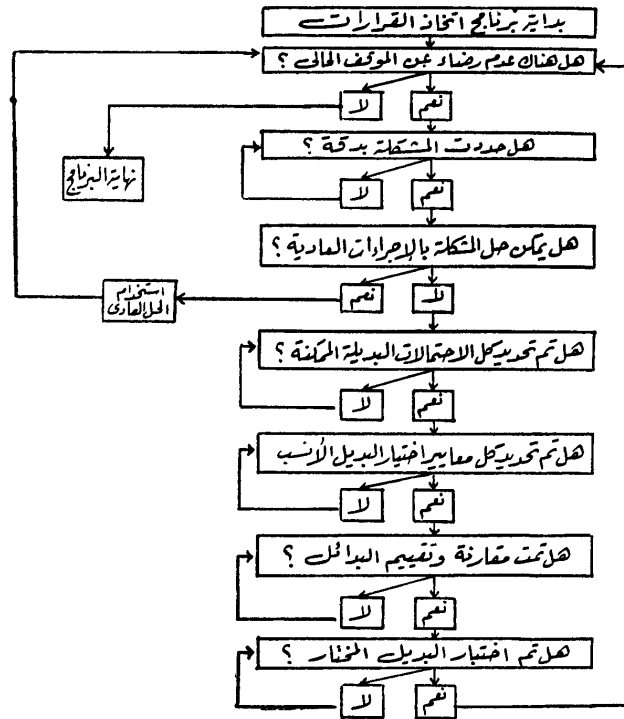 بداية برنامج اتخاذ القرارات
هل هناك عدم رضاء عن الموقف الحالى ؟
لا
نعم
هل حددت المشكلة بدقة ؟
نهاية البرنامج
لا
نعم
هل يمكن حل المشكلة بالإجراءات العادية ؟
استخدام
الحل العادى
نعم
لا
هل تم تحديد كل الاحتمالات البديلة الممكنة ؟
لا
نعم
هل تم تحديد كل معايير اختيار البديل الأنسب
لا
نعم
هل تمت مقارنة وتقييم البدائل ؟
لا
نعم
هل تم اختبار البديل المختار ؟
لا
نعم